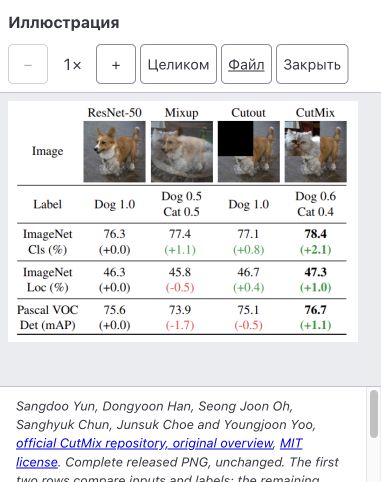 Иллюстрация
− 1× + Целиком Файл Закрыть
ResNet-50 Mixup Cutout CutMix
Image
Label Dog 1.0 Dog 0.5 Cat 0.5 Dog 1.0 Dog 0.6 Cat 0.4
ImageNet Cls (%) 76.3 (+0.0) 77.4 (+1.1) 77.1 (+0.8) 78.4 (+2.1)
ImageNet Loc (%) 46.3 (+0.0) 45.8 (-0.5) 46.7 (+0.4) 47.3 (+1.0)
Pascal VOC Det (mAP) 75.6 (+0.0) 73.9 (-1.7) 75.1 (-0.5) 76.7 (+1.1)
Sangdoo Yun, Dongyoon Han, Seong Joon Oh,
Sanghyuk Chun, Junsuk Choe and Youngjoon Yoo,
official CutMix repository, original overview, MIT
license. Complete released PNG, unchanged. The first
two rows compare inputs and labels; the remaining